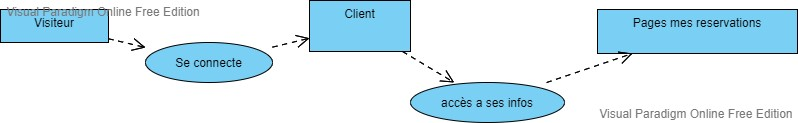 Visual Paradigm Online Free Edition
Visiteur
Se connecte
Client
accès a ses infos
Pages mes reservations
Visual Paradigm Online Free Edition